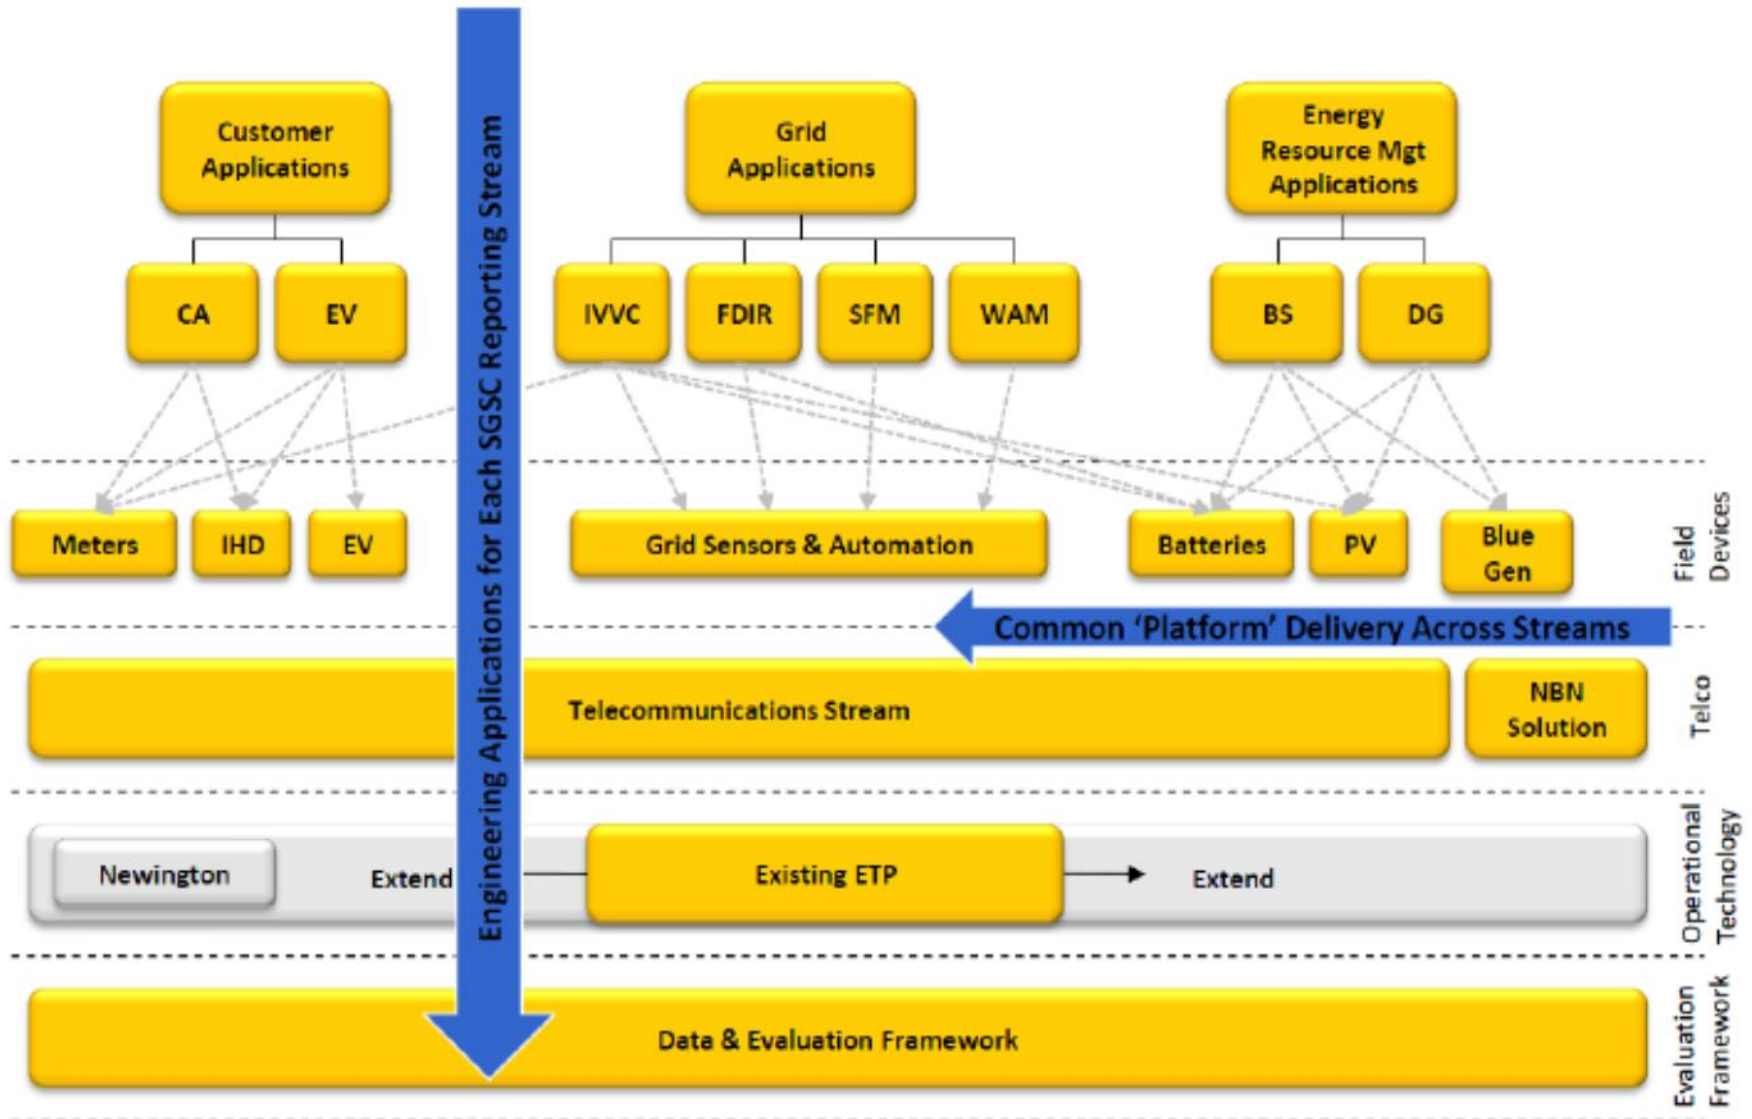 Customer
Applications
Grid
Applications
Energy
Resource Mgt
Applications
CA
EV
IVVC
FDIR
SFM
WAM
BS
DG
Engineering Applications for Each SGSC Reporting Stream
Meters
IHD
EV
Grid Sensors & Automation
Batteries
PV
Blue
Gen
Field
Devices
Common ‘Platform’ Delivery Across Streams
Telecommunications Stream
NBN
Solution
Telco
Newington
Extend
Existing ETP
Extend
Operational
Technology
Data & Evaluation Framework
Evaluation
Framework